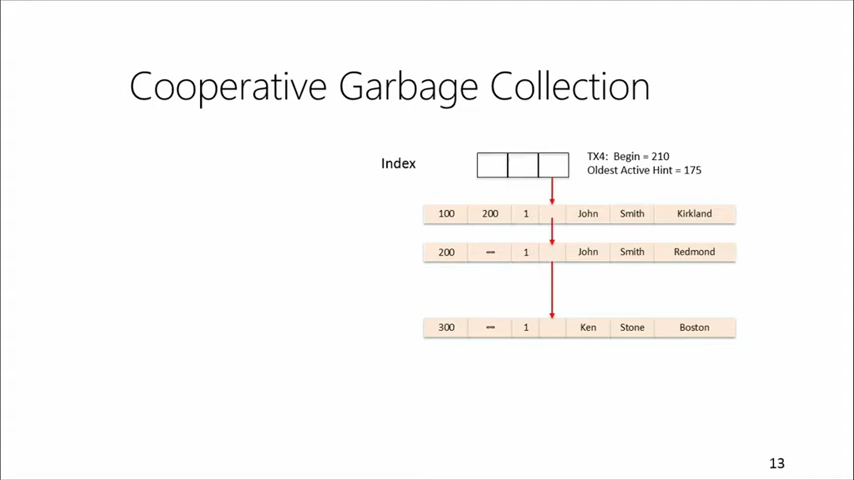 Cooperative Garbage Collection
Index
TX4: Begin = 210
Oldest Active Hint = 175
100 200 1 John Smith Kirkland
200 ∞ 1 John Smith Redmond
300 ∞ 1 Ken Stone Boston
13